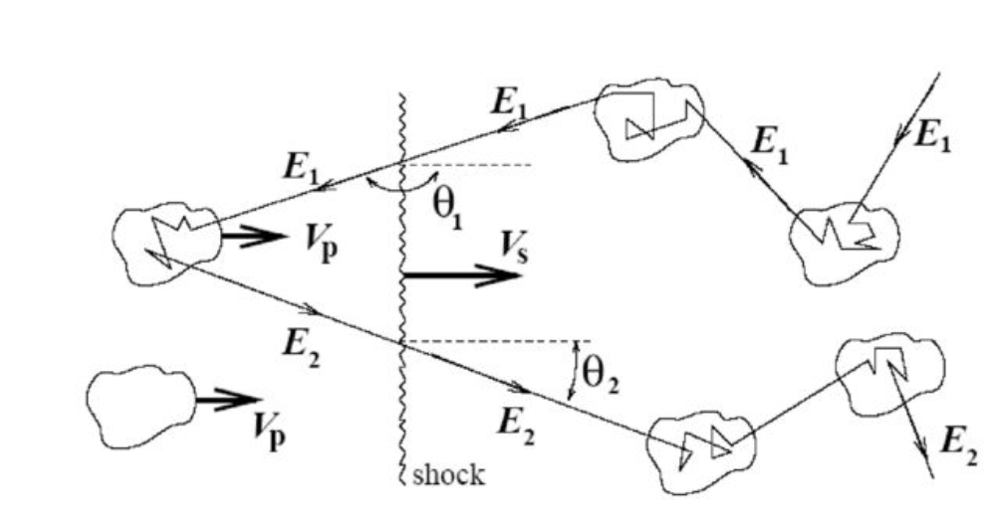 E₁
E₁
E₁
E₁
θ₁
Vₚ
Vₛ
E₂
θ₂
E₂
Vₚ
E₂
shock